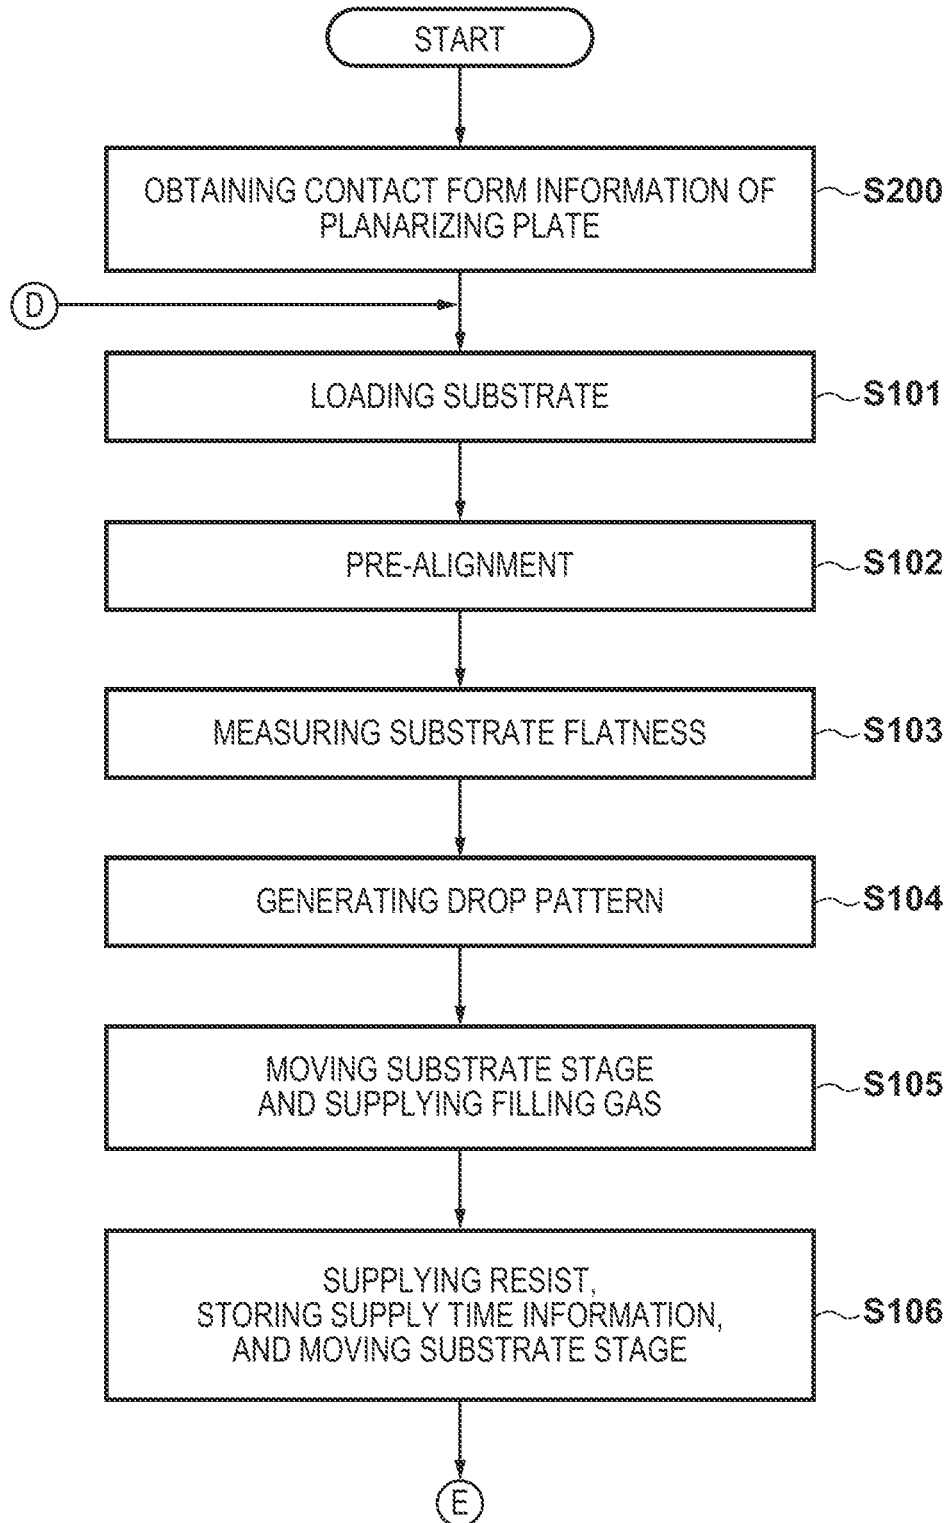 START
OBTAINING CONTACT FORM INFORMATION OF
PLANARIZING PLATE
S200
D
LOADING SUBSTRATE
S101
PRE-ALIGNMENT
S102
MEASURING SUBSTRATE FLATNESS
S103
GENERATING DROP PATTERN
S104
MOVING SUBSTRATE STAGE
AND SUPPLYING FILLING GAS
S105
SUPPLYING RESIST,
STORING SUPPLY TIME INFORMATION,
AND MOVING SUBSTRATE STAGE
S106
E